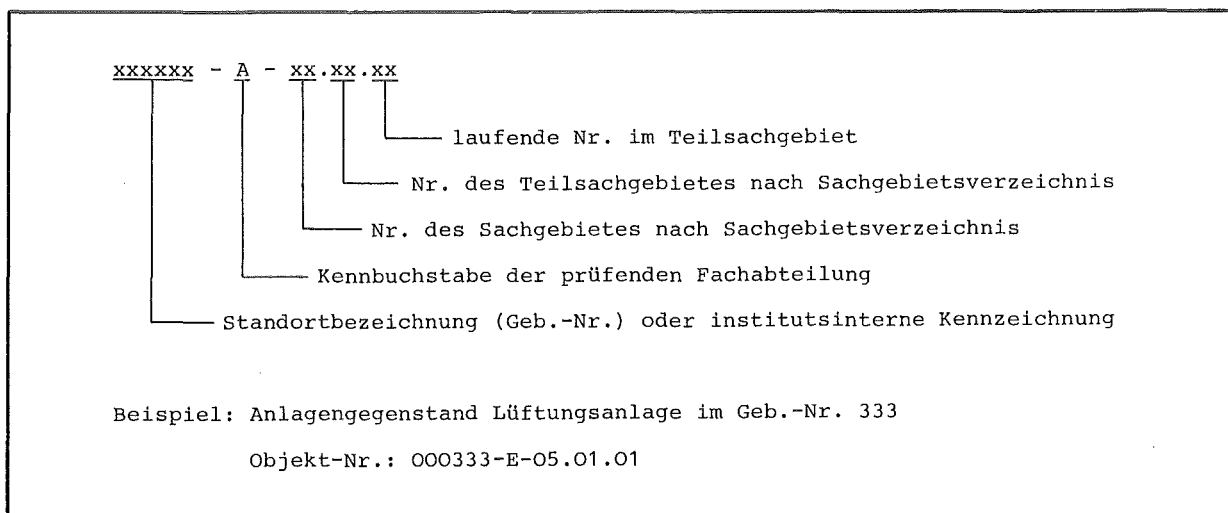 xxxxxx - A - xx.xx.xx
laufende Nr. im Teilsachgebiet
Nr. des Teilsachgebietes nach Sachgebietsverzeichnis
Nr. des Sachgebietes nach Sachgebietsverzeichnis
Kennbuchstabe der prüfenden Fachabteilung
Standortbezeichnung (Geb.-Nr.) oder institutsinterne Kennzeichnung
Beispiel: Anlagengegenstand Lüftungsanlage im Geb.-Nr. 333
Objekt-Nr.: 000333-E-05.01.01